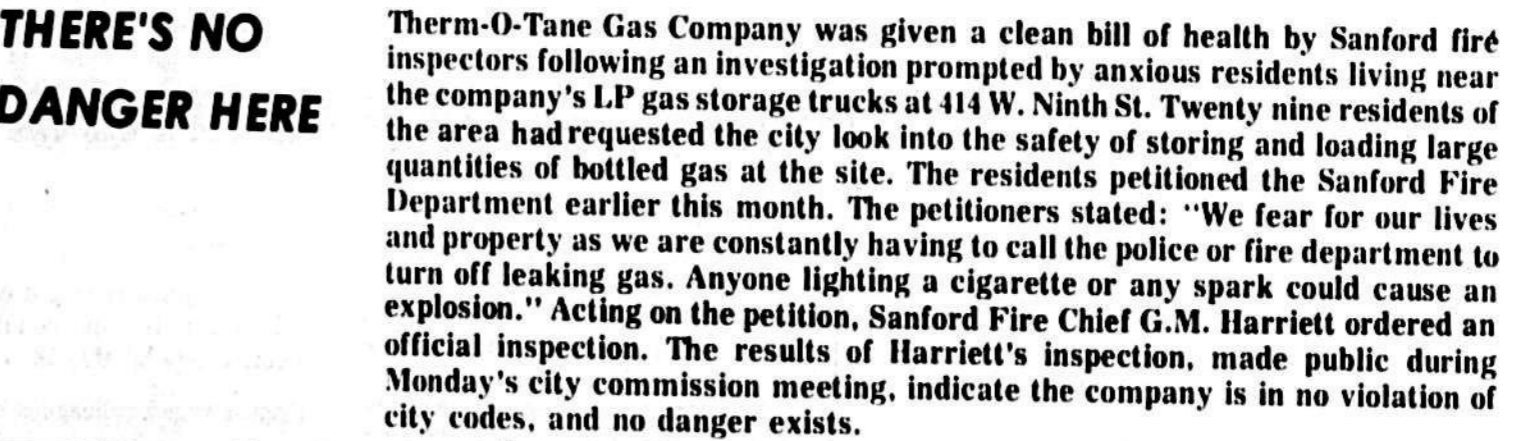 THERE'S NO
DANGER HERE
Therm-O-Tane Gas Company was given a clean bill of health by Sanford fire
inspectors following an investigation prompted by anxious residents living near
the company's LP gas storage trucks at 414 W. Ninth St. Twenty nine residents of
the area had requested the city look into the safety of storing and loading large
quantities of bottled gas at the site. The residents petitioned the Sanford Fire
Department earlier this month. The petitioners stated: "We fear for our lives
and property as we are constantly having to call the police or fire department to
turn off leaking gas. Anyone lighting a cigarette or any spark could cause an
explosion." Acting on the petition, Sanford Fire Chief G.M. Harriett ordered an
official inspection. The results of Harriett's inspection, made public during
Monday's city commission meeting, indicate the company is in no violation of
city codes, and no danger exists.